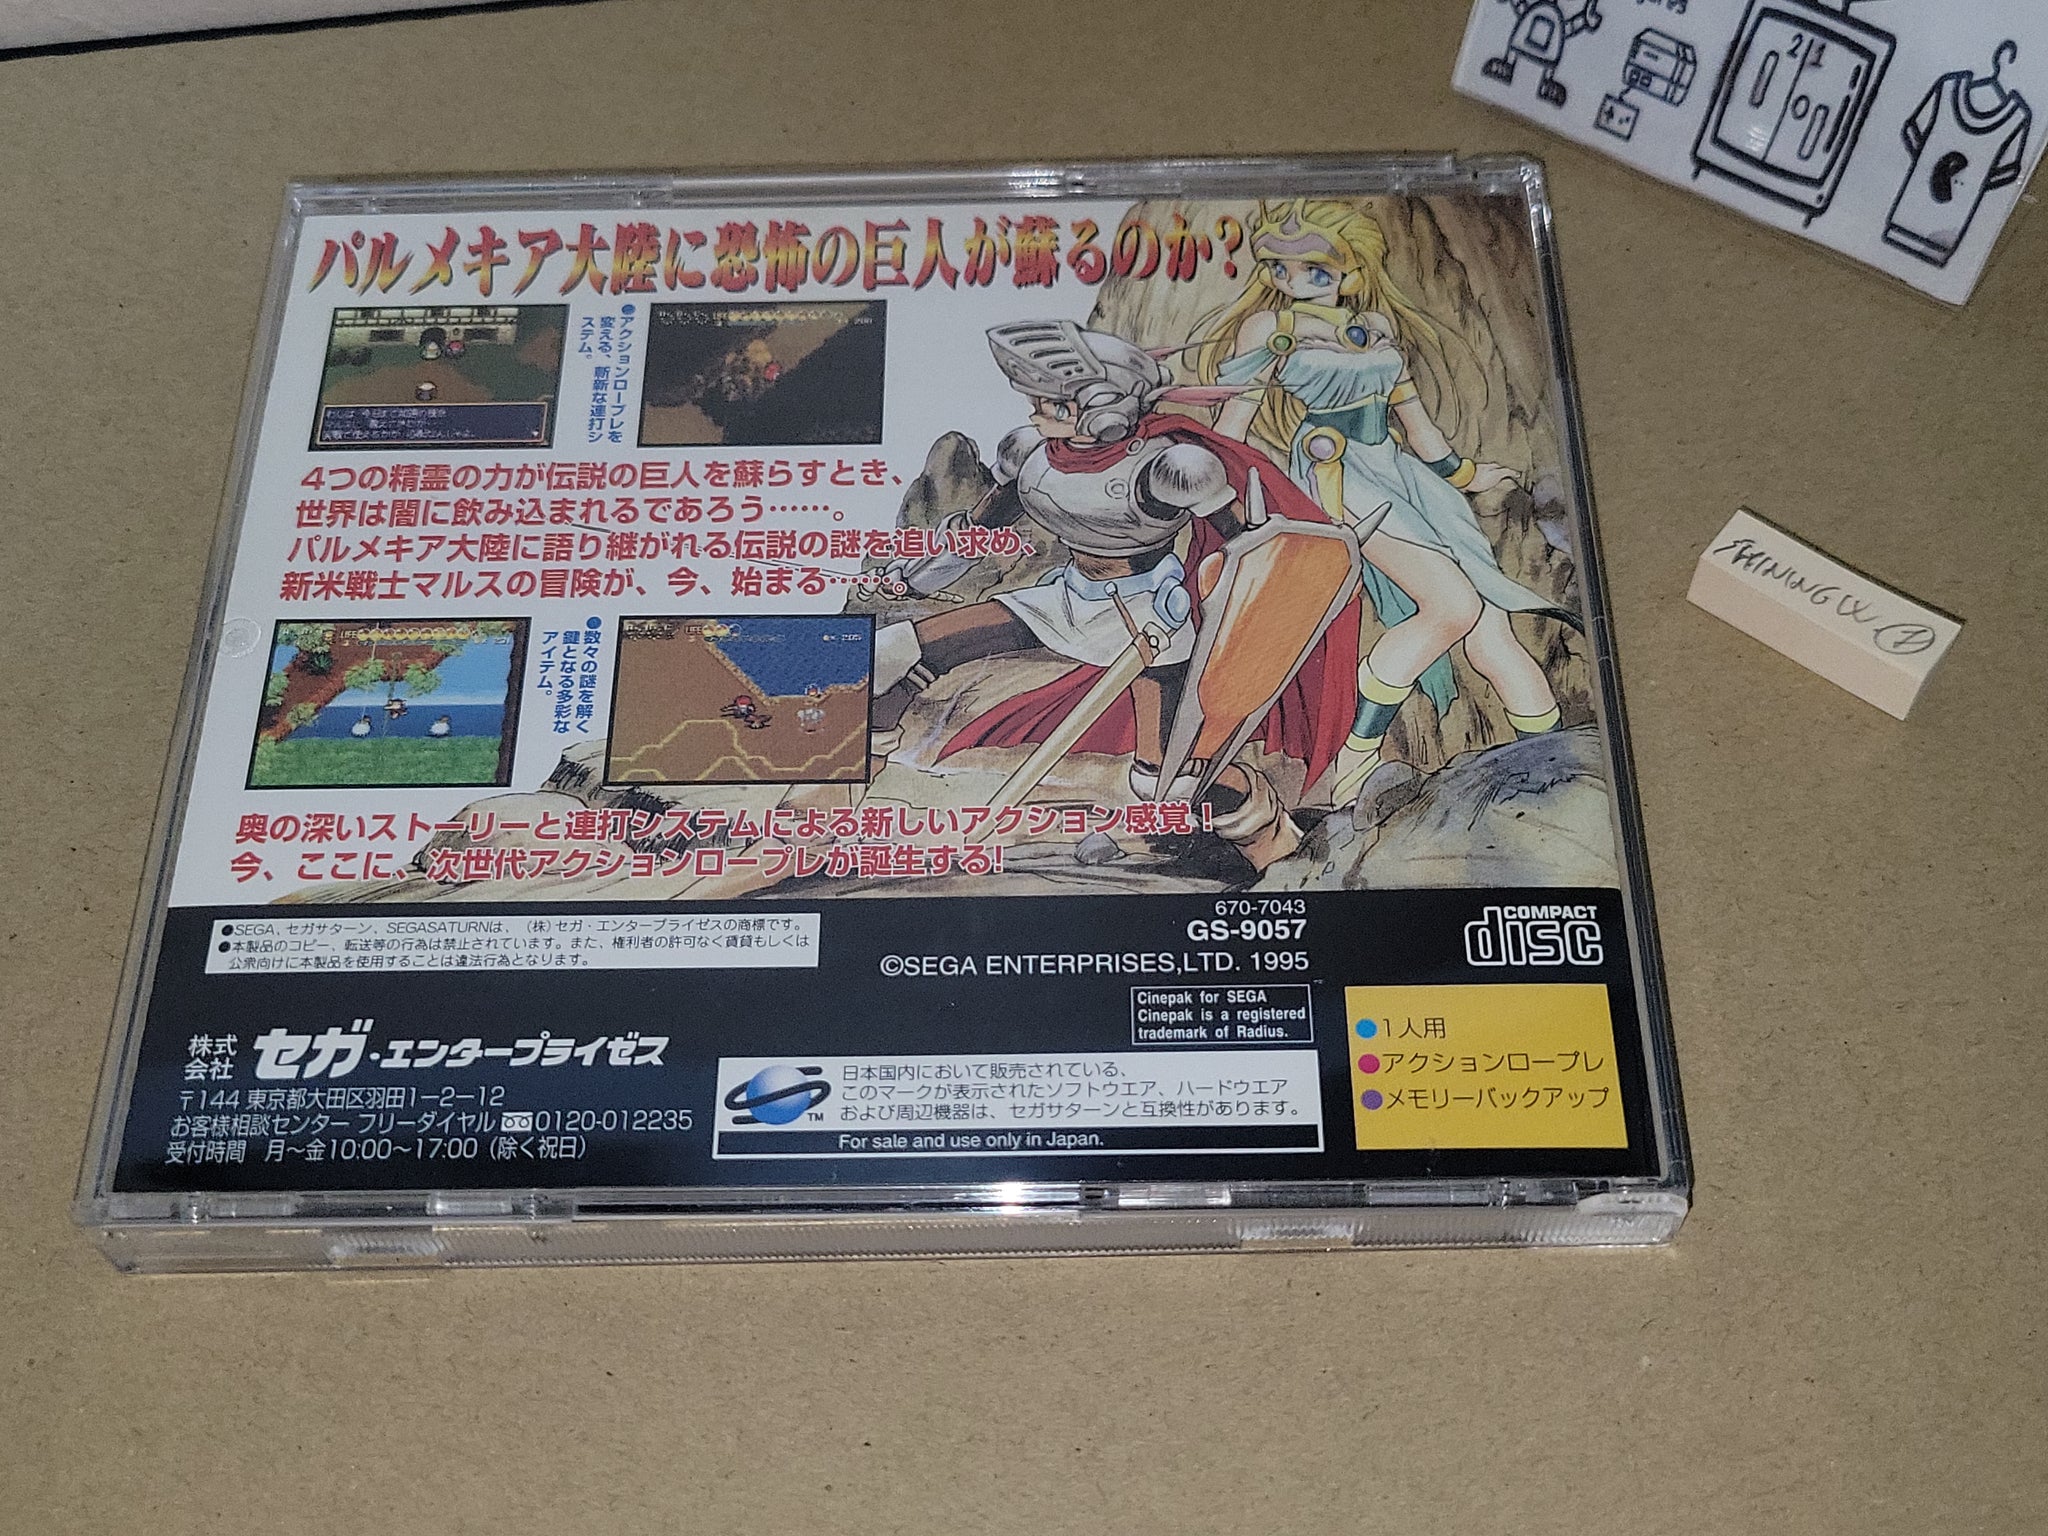 パルメキア大陸に恐怖の巨人が蘇るのか?
●アクションロープレを
変える、斬新な連打シ
ステム。
4つの精霊の力が伝説の巨人を蘇らすとき、
世界は闇に飲み込まれるであろう……。
パルメキア大陸に語り継がれる伝説の謎を追い求め、
新米戦士マルスの冒険が、今、始まる……。
LIFE
●数々の謎を解く
鍵となる多彩な
アイテム。
LIFE
奥の深いストーリーと連打システムによる新しいアクション感覚!
今、ここに、次世代アクションロープレが誕生する!
●SEGA、セガサターン、SEGASATURNは、(株)セガ・エンタープライゼスの商標です。
●本製品のコピー、転送等の行為は禁止されています。また、権利者の許可なく賃貸もしくは
公衆向けに本製品を使用することは違法行為となります。
670-7043
GS-9057
©SEGA ENTERPRISES,LTD. 1995
COMPACT
disc
Cinepak for SEGA
Cinepak is a registered
trademark of Radius.
株式会社 セガ・エンタープライゼス
〒144 東京都大田区羽田1-2-12
お客様相談センター フリーダイヤル 0120-012235
受付時間 月~金10:00~17:00 (除く祝日)
日本国内において販売されている、
このマークが表示されたソフトウエア、ハードウエア
および周辺機器は、セガサターンと互換性があります。
TM
For sale and use only in Japan.
●1人用
●アクションロープレ
●メモリーバックアップ
21
SHINING